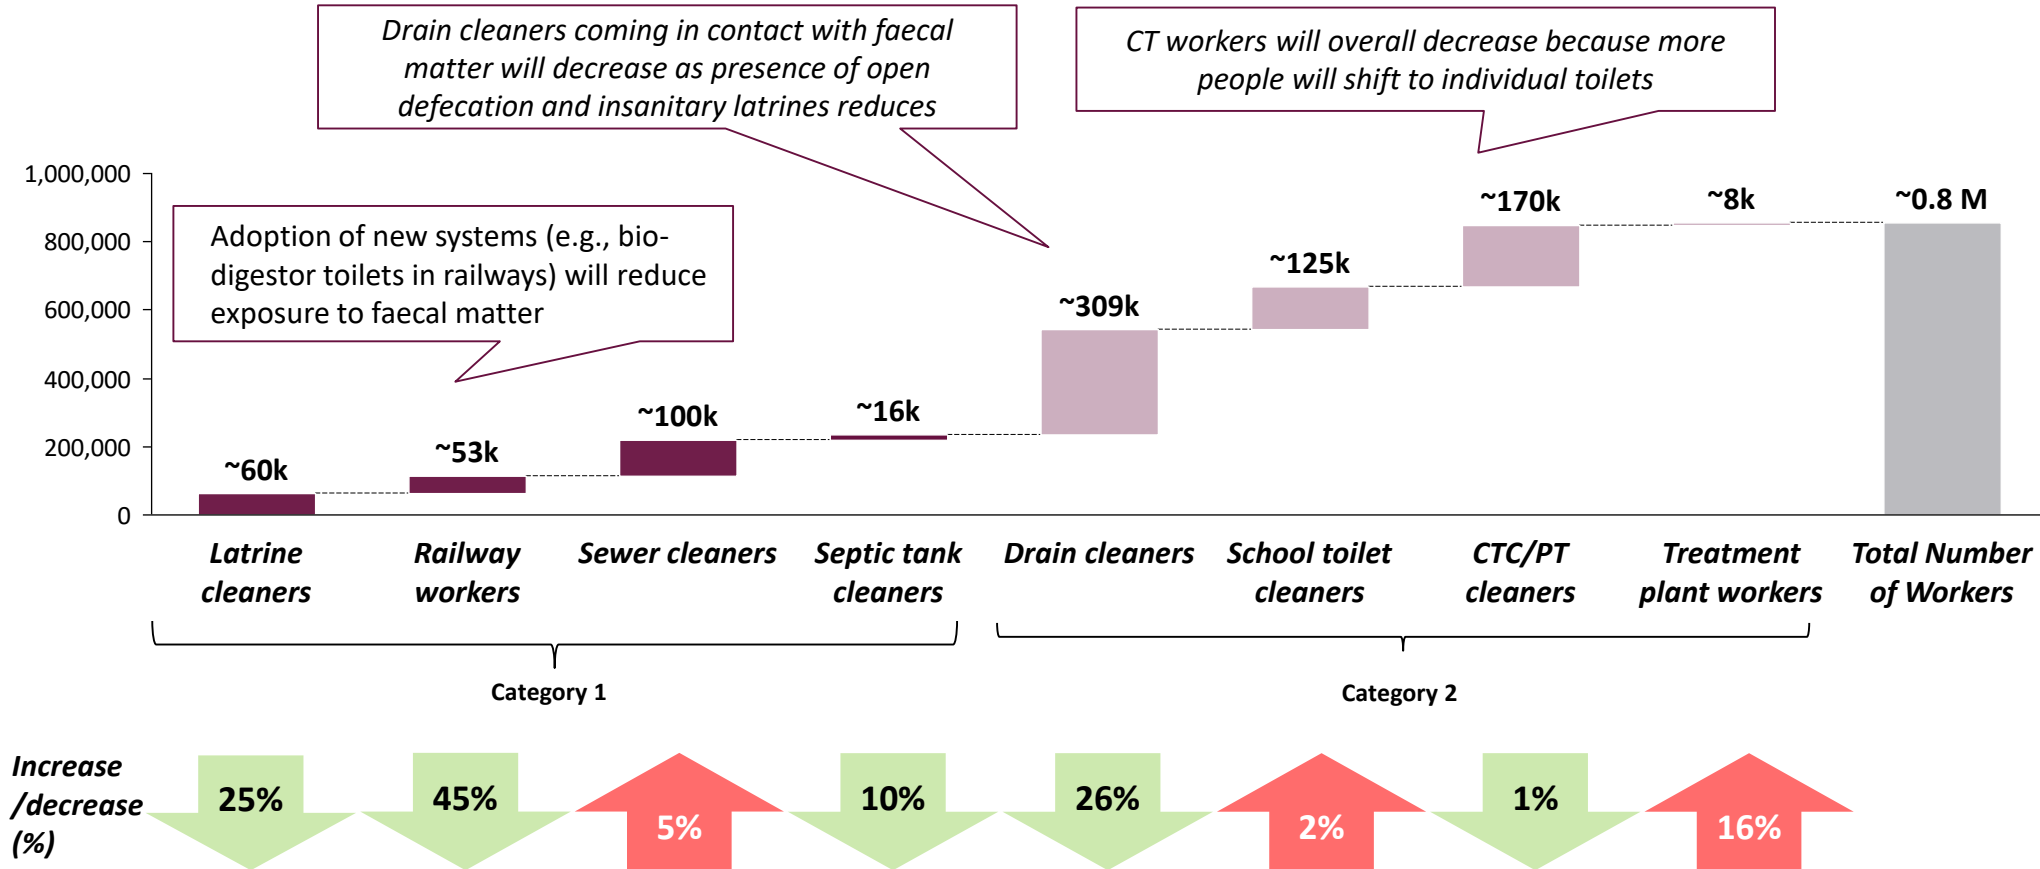 Drain cleaners coming in contact with faecal
matter will decrease as presence of open
defecation and insanitary latrines reduces
CT workers will overall decrease because more
people will shift to individual toilets
Adoption of new systems (e.g., bio-
digestor toilets in railways) will reduce
exposure to faecal matter
1,000,000
800,000
600,000
400,000
200,000
0
~60k
~53k
~100k
~16k
~309k
~125k
~170k
~8k
~0.8 M
Latrine
cleaners
Railway
workers
Sewer cleaners
Septic tank
cleaners
Drain cleaners
School toilet
cleaners
CTC/PT
cleaners
Treatment
plant workers
Total Number
of Workers
Category 1
Category 2
Increase
/decrease
(%)
25%
45%
5%
10%
26%
2%
1%
16%